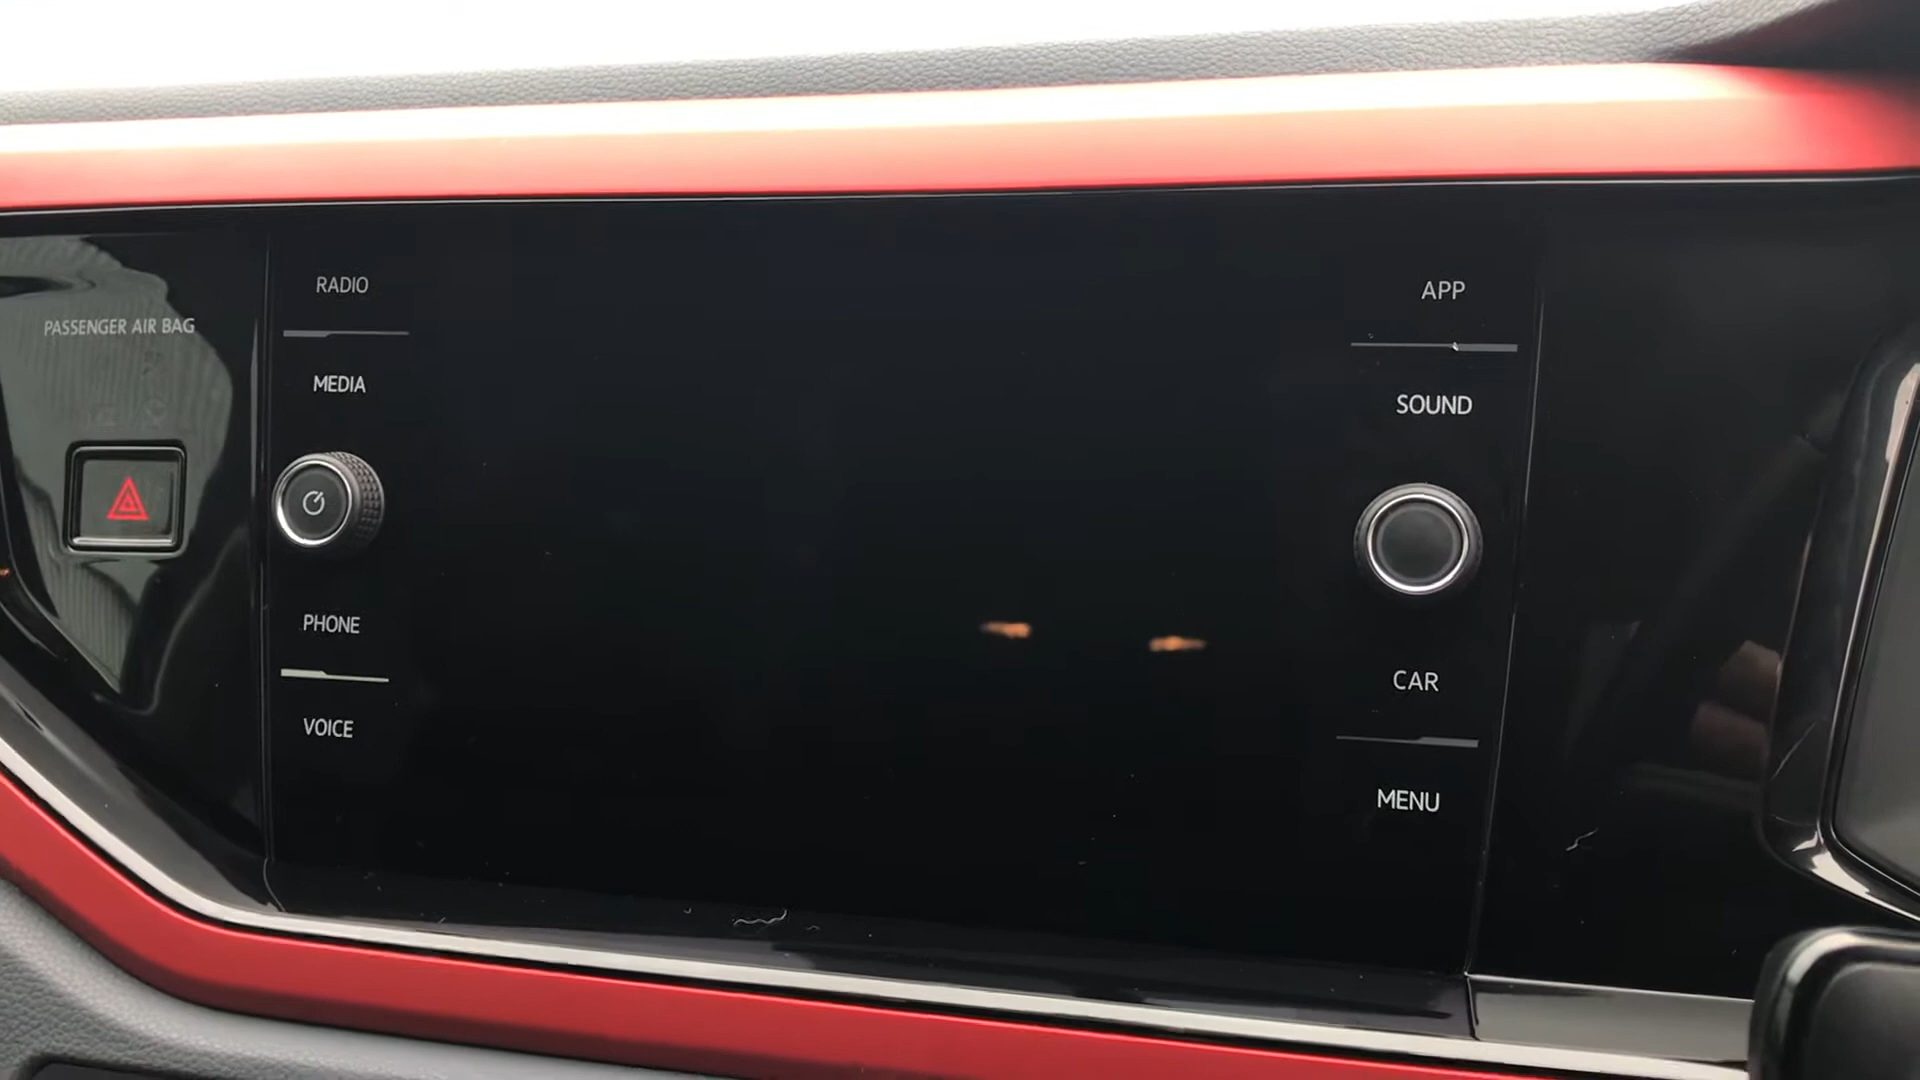 PASSENGER AIR BAG
RADIO
MEDIA
PHONE
VOICE
APP
SOUND
CAR
MENU